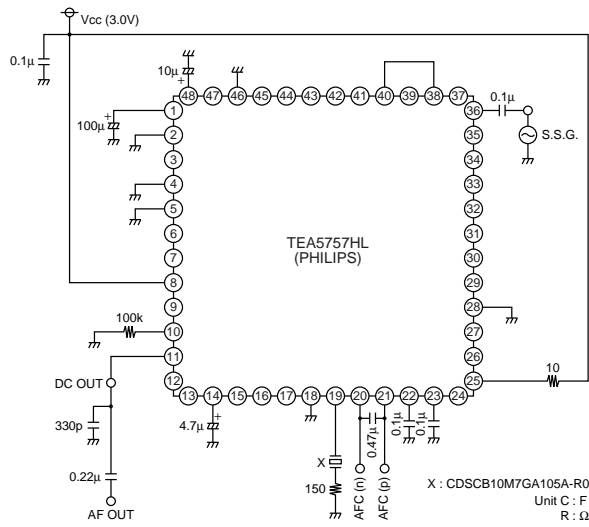 Vcc (3.0V)
0.1μ
10μ
+
48 47 46 45 44 43 42 41 40 39 38 37
100μ
+
1
2
3
4
5
6
7
8
9
10
11
12
36
35
34
33
32
31
30
29
28
27
26
25
0.1μ
S.S.G.
TEA5757HL
(PHILIPS)
100k
10
DC OUT
13 14 15 16 17 18 19 20 21 22 23 24
330p
4.7μ
+
0.47μ
0.1μ
0.1μ
0.22μ
X
150
AFC (n)
AFC (p)
AF OUT
X : CDSCB10M7GA105A-R0
Unit C : F
R : Ω